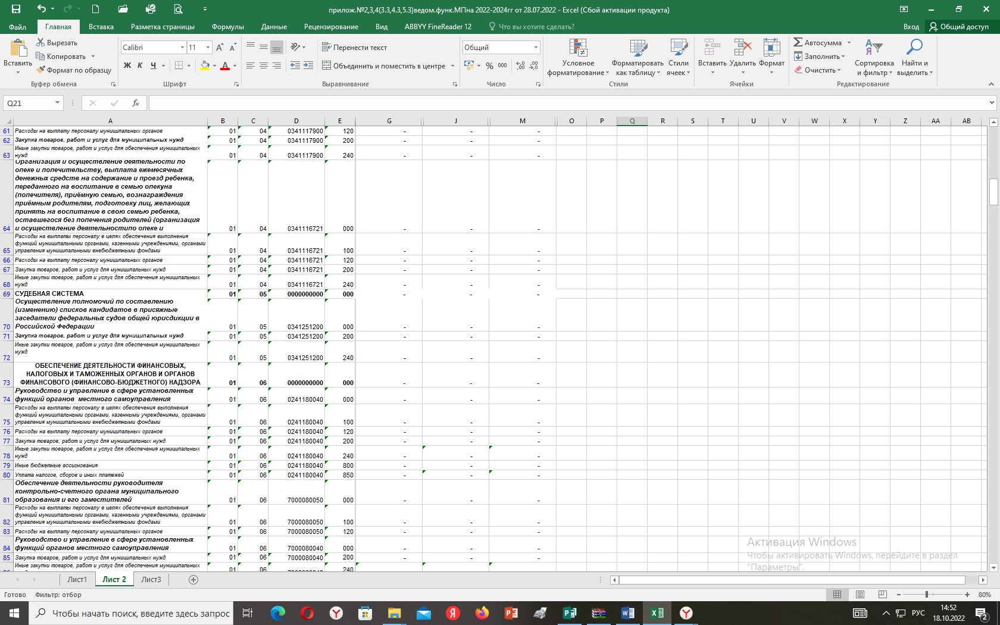 прилож.№2,3,4(3.3,4.3,5.3)ведом.функ.МПна 2022-2024гг от 28.07.2022 - Excel (Сбой активации продукта)
Файл Главная Вставка Разметка страницы Формулы Данные Рецензирование Вид ABBYY FineReader 12 Что вы хотите сделать? Вход Общий доступ
Вставить Вырезать Копировать Формат по образцу
Calibri 11 Ж К Ч
Перенести текст
Объединить и поместить в центре
Общий % 000
Условное форматирование Форматировать как таблицу Стили ячеек
Вставить Удалить Формат
Автосумма Заполнить Очистить
Сортировка и фильтр Найти и выделить
Буфер обмена Шрифт Выравнивание Число Стили Ячейки Редактирование
Q21 fx
A B C D E G J M O P Q R S T U V W X Y Z AA AB
61 Расходы на выплату персоналу муниципальных органов 01 04 0341117900 120 - - -
62 Закупка товаров, работ и услуг для муниципальных нужд 01 04 0341117900 200 - - -
Иные закупки товаров, работ и услуг для обеспечения муниципальных
63 нужд 01 04 0341117900 240 - - -
Организация и осуществление деятельности по
опеке и попечительству, выплата ежемесячных
денежных средств на содержание и проезд ребенка,
переданного на воспитание в семью опекуна
(попечителя), приёмную семью, вознаграждения
приёмным родителям, подготовку лиц, желающих
принять на воспитание в свою семью ребенка,
оставшегося без попечения родителей (организация
64 и осуществление деятельностипо опеке и 01 04 0341116721 000 - - -
Расходы на выплаты персоналу в целях обеспечения выполнения
функций муниципальными органами, казенными учреждениями, органами
65 управления муниципальными внебюджетными фондами 01 04 0341116721 100 - - -
66 Расходы на выплату персоналу муниципальных органов 01 04 0341116721 120 - - -
67 Закупка товаров, работ и услуг для муниципальных нужд 01 04 0341116721 200 - - -
Иные закупки товаров, работ и услуг для обеспечения муниципальных
68 нужд 01 04 0341116721 240 - - -
69 СУДЕБНАЯ СИСТЕМА 01 05 0000000000 000 - - -
Осуществление полномочий по составлению
(изменению) списков кандидатов в присяжные
заседатели федеральных судов общей юрисдикции в
70 Российской Федерации 01 05 0341251200 000 - - -
71 Закупка товаров, работ и услуг для муниципальных нужд 01 05 0341251200 200 - - -
Иные закупки товаров, работ и услуг для обеспечения муниципальных
нужд
72 01 05 0341251200 240 - - -
ОБЕСПЕЧЕНИЕ ДЕЯТЕЛЬНОСТИ ФИНАНСОВЫХ,
НАЛОГОВЫХ И ТАМОЖЕННЫХ ОРГАНОВ И ОРГАНОВ
73 ФИНАНСОВОГО (ФИНАНСОВО-БЮДЖЕТНОГО) НАДЗОРА 01 06 0000000000 000 - - -
Руководство и управление в сфере установленных
74 функций органов местного самоуправления 01 06 0241180040 000 - - -
Расходы на выплаты персоналу в целях обеспечения выполнения
функций муниципальными органами, казенными учреждениями, органами
75 управления муниципальными внебюджетными фондами 01 06 0241180040 100 - - -
76 Расходы на выплату персоналу муниципальных органов 01 06 0241180040 120 - - -
77 Закупка товаров, работ и услуг для муниципальных нужд 01 06 0241180040 200 - - -
Иные закупки товаров, работ и услуг для обеспечения муниципальных
78 нужд 01 06 0241180040 240 - - -
79 Иные бюджетные ассигнования 01 06 0241180040 800 - - -
80 Уплата налогов, сборов и иных платежей 01 06 0241180040 850 - - -
Обеспечение деятельности руководителя
контрольно-счетного органа муниципального
81 образования и его заместителей 01 06 7000080050 000 - - -
Расходы на выплаты персоналу в целях обеспечения выполнения
функций муниципальными органами, казенными учреждениями, органами
82 управления муниципальными внебюджетными фондами 01 06 7000080050 100 - - -
83 Расходы на выплату персоналу муниципальных органов 01 06 7000080050 120 - - -
Руководство и управление в сфере установленных
84 функций органов местного самоуправления 01 06 7000080040 000 - - -
85 Закупка товаров, работ и услуг для муниципальных нужд 01 06 7000080040 200 - - -
Иные закупки товаров, работ и услуг для обеспечения муниципальных
01 06 240
Активация Windows
Чтобы активировать Windows, перейдите в раздел
"Параметры".
Лист1 Лист 2 Лист3
Готово Фильтр: отбор 80%
Чтобы начать поиск, введите здесь запрос
РУС 14:52
18.10.2022 2